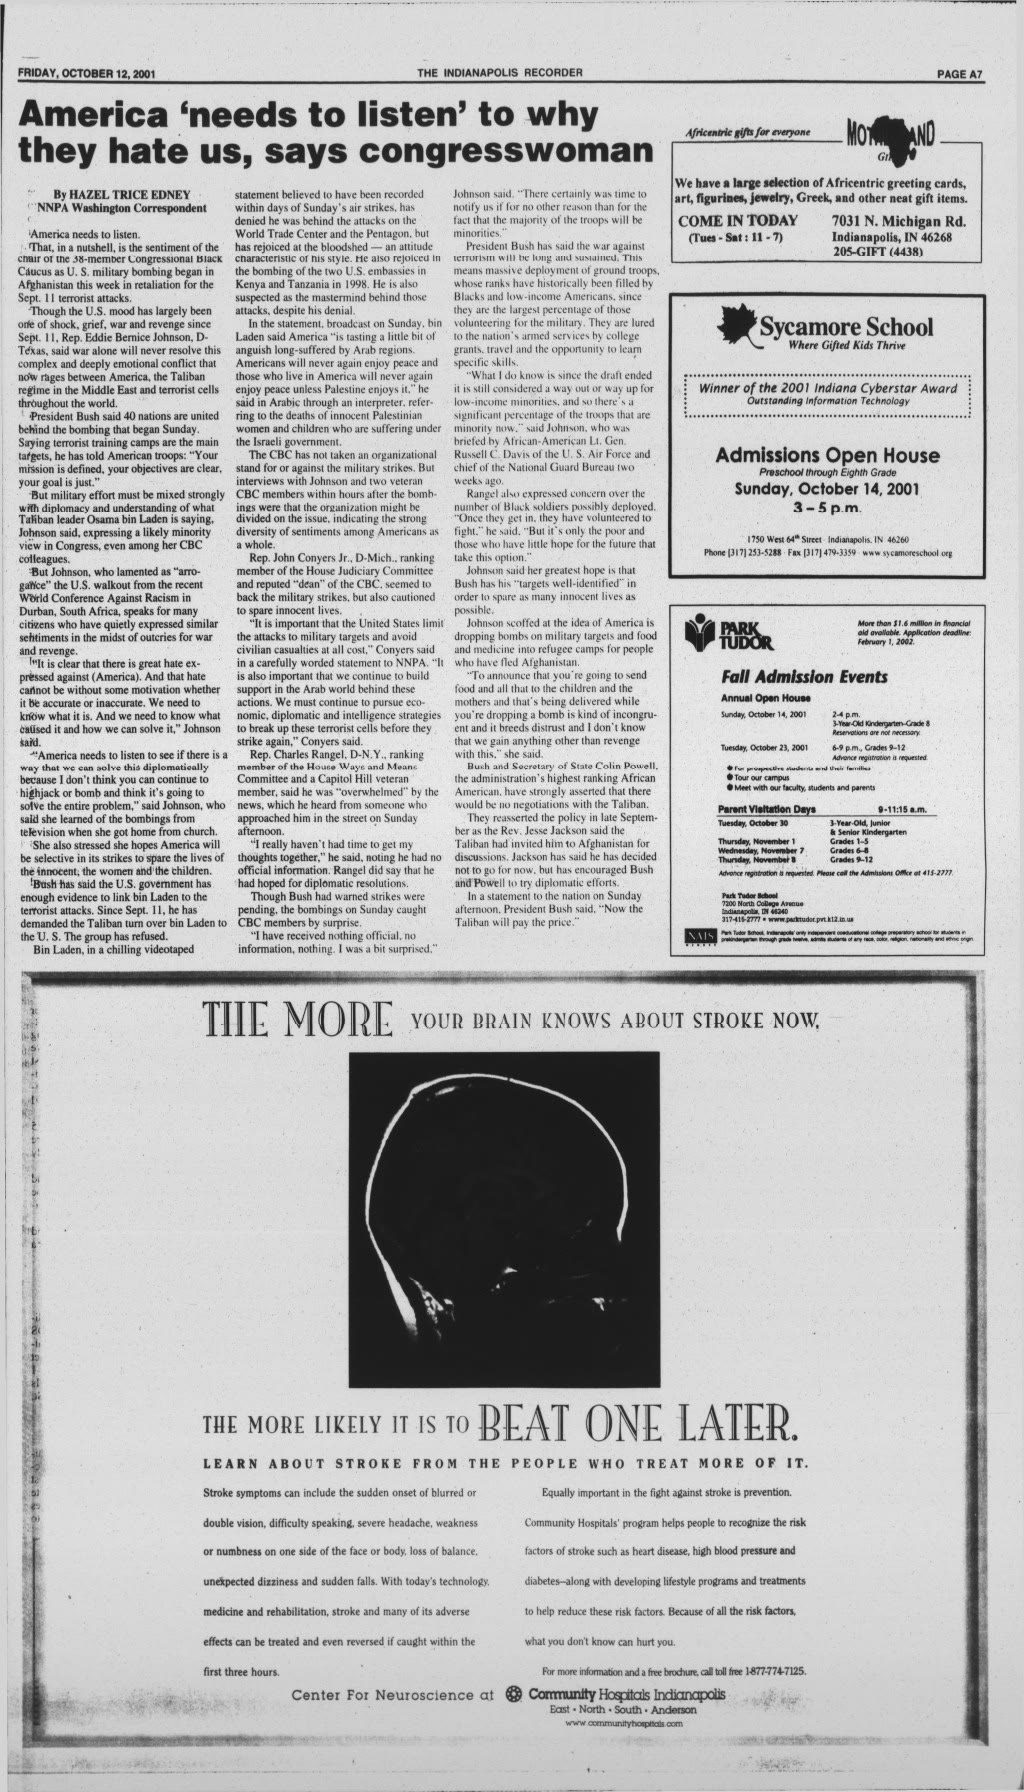 FRIDAY, OCTOBER 12, 2001
THE INDIANAPOLIS RECORDER
PAGE A7
America 'needs to listen' to why
they hate us, says congresswoman
By HAZEL TRICE EDNEY
NNPA Washington Correspondent
America needs to listen.
That, in a nutshell, is the sentiment of the
chair of the 38-member Congressional Black
Caucus as U. S. military bombing began in
Afghanistan this week in retaliation for the
Sept. 11 terrorist attacks.
Though the U.S. mood has largely been
one of shock, grief, war and revenge since
Sept. 11, Rep. Eddie Bernice Johnson, D-
Texas, said war alone will never resolve this
complex and deeply emotional conflict that
now rages between America, the Taliban
regime in the Middle East and terrorist cells
throughout the world.
President Bush said 40 nations are united
behind the bombing that began Sunday.
Saying terrorist training camps are the main
targets, he has told American troops: "Your
mission is defined, your objectives are clear,
your goal is just."
But military effort must be mixed strongly
with diplomacy and understanding of what
Taliban leader Osama bin Laden is saying,
Johnson said, expressing a likely minority
view in Congress, even among her CBC
colleagues.
But Johnson, who lamented as "arro-
gance" the U.S. walkout from the recent
World Conference Against Racism in
Durban, South Africa, speaks for many
citizens who have quietly expressed similar
sentiments in the midst of outcries for war
and revenge.
"It is clear that there is great hate ex-
pressed against (America). And that hate
cannot be without some motivation whether
it be accurate or inaccurate. We need to
know what it is. And we need to know what
caused it and how we can solve it," Johnson
said.
"America needs to listen to see if there is a
way that we can solve this diplomatically
because I don't think you can continue to
highjack or bomb and think it's going to
solve the entire problem," said Johnson, who
said she learned of the bombings from
television when she got home from church.
She also stressed she hopes America will
be selective in its strikes to spare the lives of
the innocent; the women and the children.
Bush has said the U.S. government has
enough evidence to link bin Laden to the
terrorist attacks. Since Sept. 11, he has
demanded the Taliban turn over bin Laden to
the U. S. The group has refused.
Bin Laden, in a chilling videotaped
statement believed to have been recorded
within days of Sunday's air strikes, has
denied he was behind the attacks on the
World Trade Center and the Pentagon, but
has rejoiced at the bloodshed — an attitude
characteristic of his style. He also rejoiced in
the bombing of the two U.S. embassies in
Kenya and Tanzania in 1998. He is also
suspected as the mastermind behind those
attacks, despite his denial.
In the statement, broadcast on Sunday, bin
Laden said America "is tasting a little bit of
anguish long-suffered by Arab regions.
Americans will never again enjoy peace and
those who live in America will never again
enjoy peace unless Palestine enjoys it," he
said in Arabic through an interpreter, refer-
ring to the deaths of innocent Palestinian
women and children who are suffering under
the Israeli government.
The CBC has not taken an organizational
stand for or against the military strikes. But
interviews with Johnson and two veteran
CBC members within hours after the bomb-
ings were that the organization might be
divided on the issue, indicating the strong
diversity of sentiments among Americans as
a whole.
Rep. John Conyers Jr., D-Mich., ranking
member of the House Judiciary Committee
and reputed "dean" of the CBC, seemed to
back the military strikes, but also cautioned
to spare innocent lives.
"It is important that the United States limit
the attacks to military targets and avoid
civilian casualties at all cost," Conyers said
in a carefully worded statement to NNPA. "It
is also important that we continue to build
support in the Arab world behind these
actions. We must continue to pursue eco-
nomic, diplomatic and intelligence strategies
to break up these terrorist cells before they
strike again," Conyers said.
Rep. Charles Rangel, D-N.Y., ranking
member of the House Ways and Means
Committee and a Capitol Hill veteran
member, said he was "overwhelmed" by the
news, which he heard from someone who
approached him in the street on Sunday
afternoon.
"I really haven't had time to get my
thoughts together," he said, noting he had no
official information. Rangel did say that he
had hoped for diplomatic resolutions.
Though Bush had warned strikes were
pending, the bombings on Sunday caught
CBC members by surprise.
"I have received nothing official, no
information, nothing. I was a bit surprised,"
Johnson said. "There certainly was time to
notify us if for no other reason than for the
fact that the majority of the troops will be
minorities."
President Bush has said the war against
terrorism will be long and sustained. This
means massive deployment of ground troops,
whose ranks have historically been filled by
Blacks and low-income Americans, since
they are the largest percentage of those
volunteering for the military. They are lured
to the nation's armed services by college
grants, travel and the opportunity to learn
specific skills.
"What I do know is since the draft ended
it is still considered a way out or way up for
low-income minorities, and so there's a
significant percentage of the troops that are
minority now," said Johnson, who was
briefed by African-American Lt. Gen.
Russell C. Davis of the U. S. Air Force and
chief of the National Guard Bureau two
weeks ago.
Rangel also expressed concern over the
number of Black soldiers possibly deployed.
"Once they get in, they have volunteered to
fight," he said, "But it's only the poor and
those who have little hope for the future that
take this option."
Johnson said her greatest hope is that
Bush has his "targets well-identified" in
order to spare as many innocent lives as
possible.
Johnson scoffed at the idea of America is
dropping bombs on military targets and food
and medicine into refugee camps for people
who have fled Afghanistan.
"To announce that you're going to send
food and all that to the children and the
mothers and that's being delivered while
you're dropping a bomb is kind of incongru-
ent and it breeds distrust and I don't know
that we gain anything other than revenge
with this," she said.
Bush and Secretary of State Colin Powell,
the administration's highest ranking African
American, have strongly asserted that there
would be no negotiations with the Taliban.
They reasserted the policy in late Septem-
ber as the Rev. Jesse Jackson said the
Taliban had invited him to Afghanistan for
discussions. Jackson has said he has decided
not to go for now, but has encouraged Bush
and Powell to try diplomatic efforts.
In a statement to the nation on Sunday
afternoon, President Bush said, "Now the
Taliban will pay the price."
Africentric gifts for everyone
We have a large selection of Africentric greeting cards,
art, figurines, jewelry, Greek, and other neat gift items.
COME IN TODAY
(Tues - Sat : 11 - 7)
7031 N. Michigan Rd.
Indianapolis, IN 46268
205-GIFT (4438)
Sycamore School
Where Gifted Kids Thrive
Winner of the 2001 Indiana Cyberstar Award
Outstanding Information Technology
Admissions Open House
Preschool through Eighth Grade
Sunday, October 14, 2001
3 – 5 p.m.
1750 West 64th Street Indianapolis, IN 46260
Phone [317] 253-5288 · Fax [317] 479-3359 · www.sycamoreschool.org
PARK
TUDOR
More than $1.6 million in financial
aid available. Application deadline:
February 1, 2002.
Fall Admission Events
Annual Open House
Sunday, October 14, 2001
2-4 p.m.
3-Year-Old Kindergarten-Grade 8
Reservations are not necessary.
Tuesday, October 23, 2001
6-9 p.m., Grades 9-12
Advance registration is requested.
● For prospective students and their families
● Tour our campus
● Meet with our faculty, students and parents
Parent Visitation Days 9-11:15 a.m.
Tuesday, October 30 3-Year-Old, Junior
& Senior Kindergarten
Thursday, November 1 Grades 1-5
Wednesday, November 7 Grades 6-8
Thursday, November 8 Grades 9-12
Advance registration is requested. Please call the Admissions Office at 415-2777.
Park Tudor School
7200 North College Avenue
Indianapolis, IN 46240
317-415-2777 • www.parktudor.pvt.k12.in.us
NAIS
Park Tudor School, Indianapolis' only independent coeducational college preparatory school for students in
prekindergarten through grade twelve, admits students of any race, color, religion, nationality and ethnic origin.
THE MORE YOUR BRAIN KNOWS ABOUT STROKE NOW,
THE MORE LIKELY IT IS TO BEAT ONE LATER.
LEARN ABOUT STROKE FROM THE PEOPLE WHO TREAT MORE OF IT.
Stroke symptoms can include the sudden onset of blurred or
double vision, difficulty speaking, severe headache, weakness
or numbness on one side of the face or body, loss of balance,
unexpected dizziness and sudden falls. With today's technology,
medicine and rehabilitation, stroke and many of its adverse
effects can be treated and even reversed if caught within the
first three hours.
Equally important in the fight against stroke is prevention.
Community Hospitals' program helps people to recognize the risk
factors of stroke such as heart disease, high blood pressure and
diabetes–along with developing lifestyle programs and treatments
to help reduce these risk factors. Because of all the risk factors,
what you don't know can hurt you.
For more information and a free brochure, call toll free 1-877-774-7125.
Center For Neuroscience at Community Hospitals Indianapolis
East • North • South • Anderson
www.communityhospitals.com